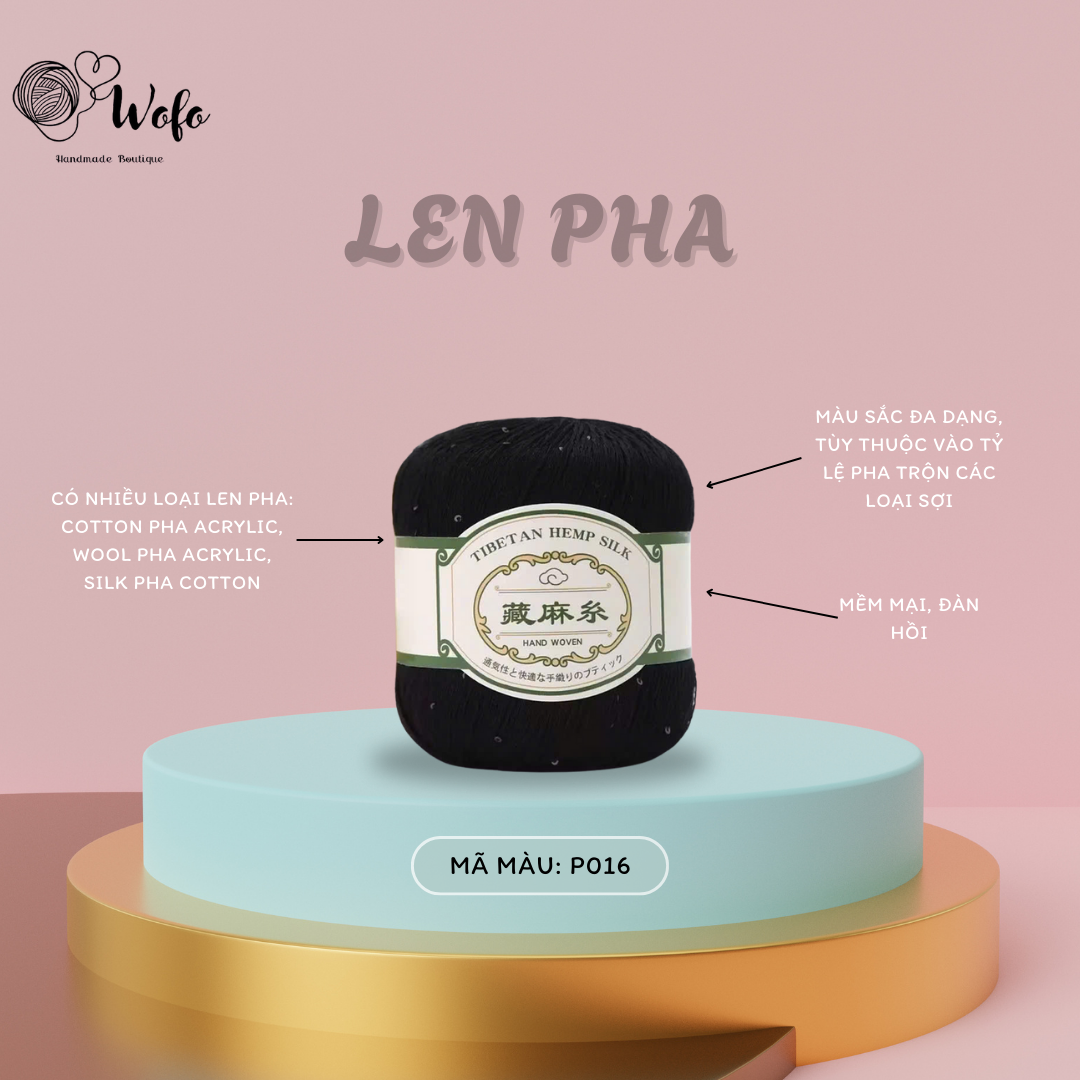 Wofo
Handmade Boutique
LEN PHA
MÀU SẮC ĐA DẠNG,
TÙY THUỘC VÀO TỶ
LỆ PHA TRỘN CÁC
LOẠI SỢI
CÓ NHIỀU LOẠI LEN PHA:
COTTON PHA ACRYLIC,
WOOL PHA ACRYLIC,
SILK PHA COTTON
MỀM MẠI, ĐÀN
HỒI
TIBETAN HEMP SILK
藏麻糸
HAND WOVEN
通気性と快適な手織りのブティック
MÃ MÀU: P016